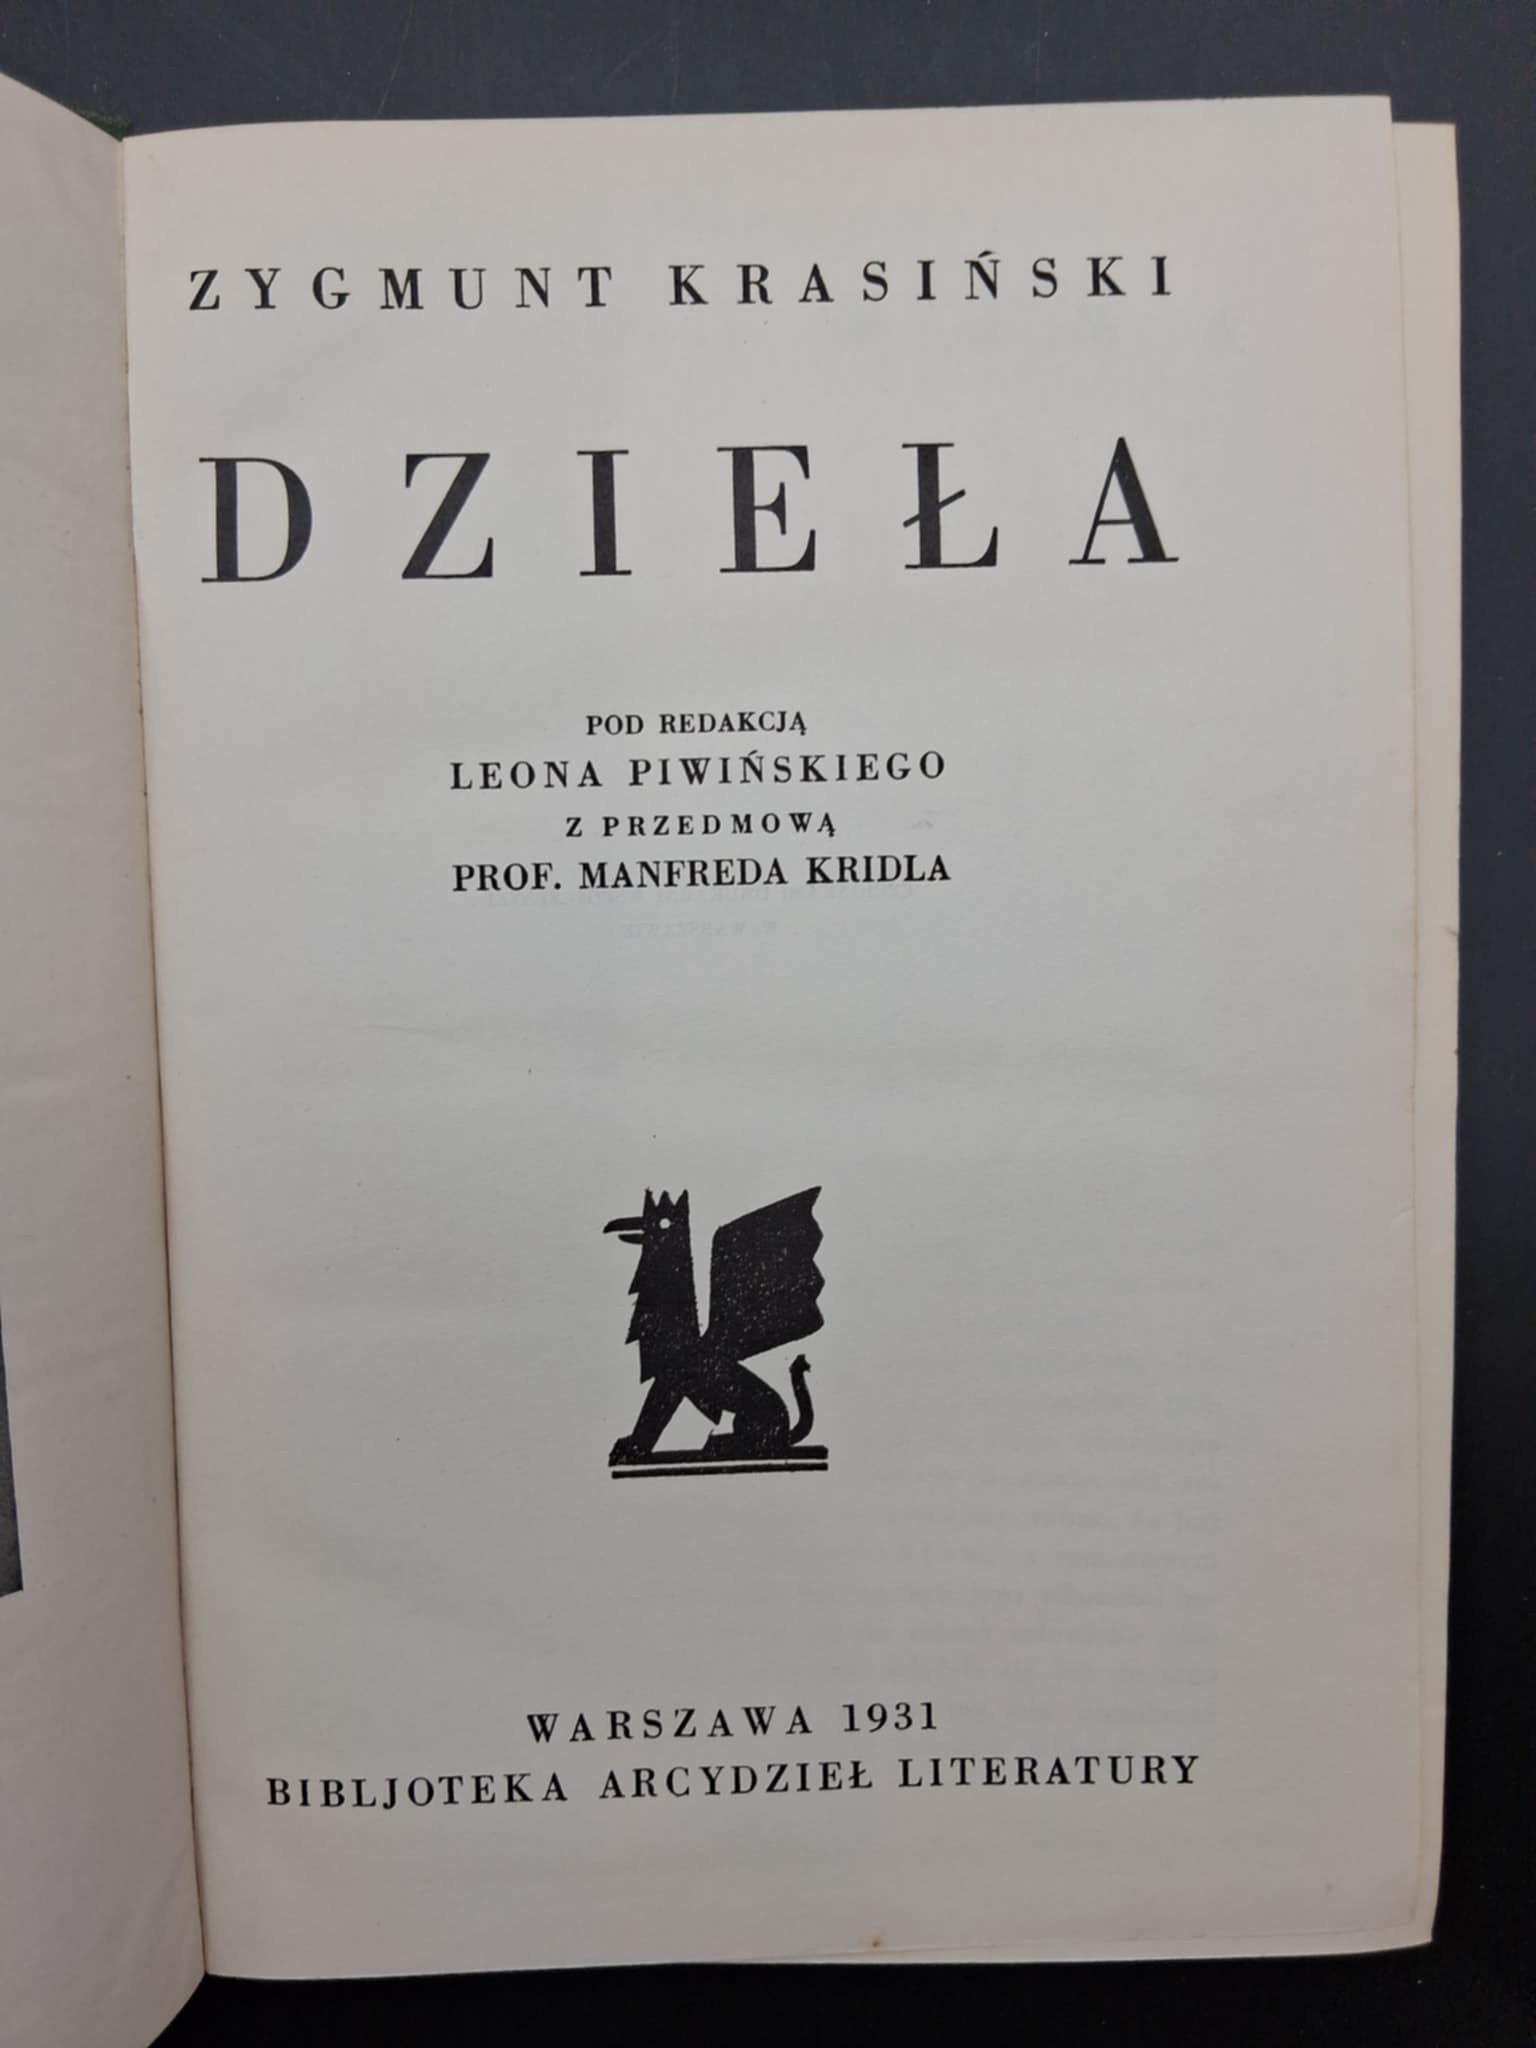 ZYGMUNT KRASIŃSKI
DZIEŁA
POD REDAKCJĄ
LEONA PIWIŃSKIEGO
Z PRZEDMOWĄ
PROF. MANFREDA KRIDLA
WARSZAWA 1931
BIBLJOTEKA ARCYDZIEŁ LITERATURY